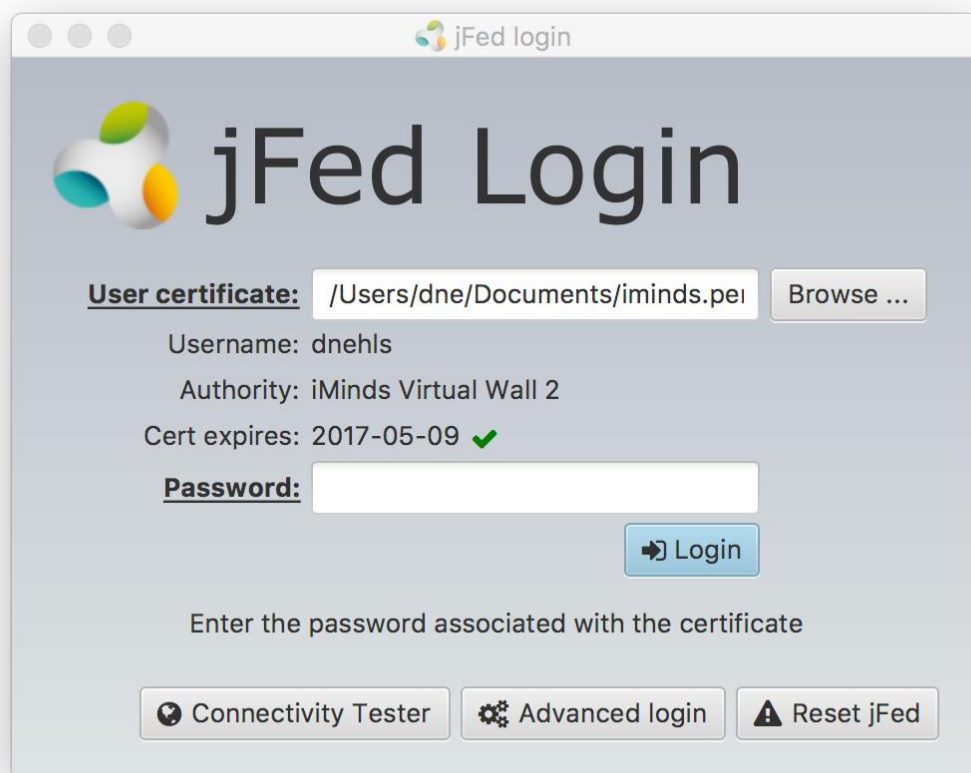 jFed login
jFed Login
User certificate: /Users/dne/Documents/iminds.pe Browse ...
Username: dnehls
Authority: iMinds Virtual Wall 2
Cert expires: 2017-05-09
Password:
Login
Enter the password associated with the certificate
Connectivity Tester Advanced login Reset jFed